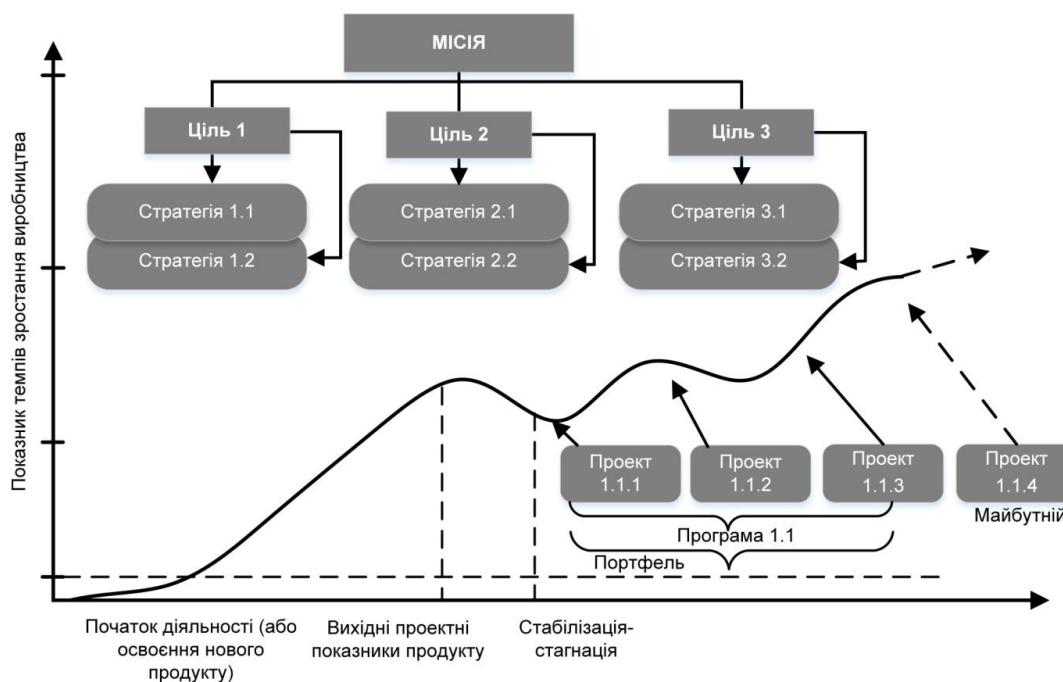 МІСІЯ
Ціль 1
Ціль 2
Ціль 3
Стратегія 1.1
Стратегія 2.1
Стратегія 3.1
Стратегія 1.2
Стратегія 2.2
Стратегія 3.2
Показник темпів зростання виробництва
Проект
1.1.1
Проект
1.1.2
Проект
1.1.3
Проект
1.1.4
Майбутній
Програма 1.1
Портфель
Початок діяльності (або
освоєння нового
продукту)
Вихідні проектні
показники продукту
Стабілізація-
стагнація